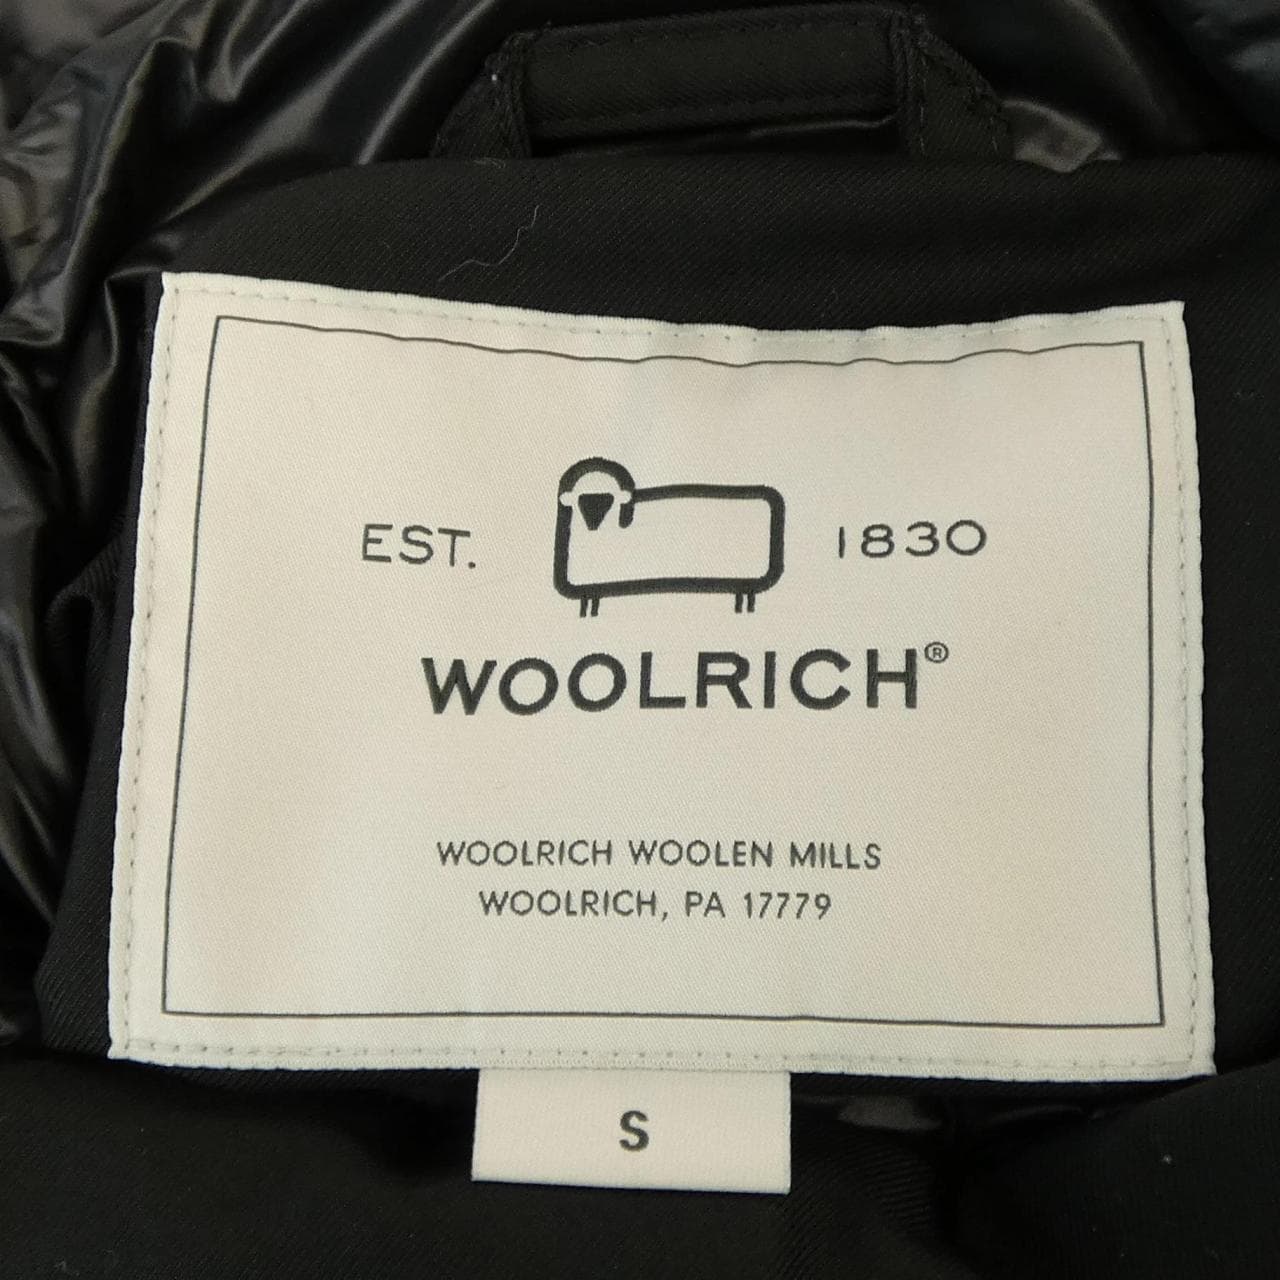 EST. 1830
WOOLRICH®
WOOLRICH WOOLEN MILLS
WOOLRICH, PA 17779
S